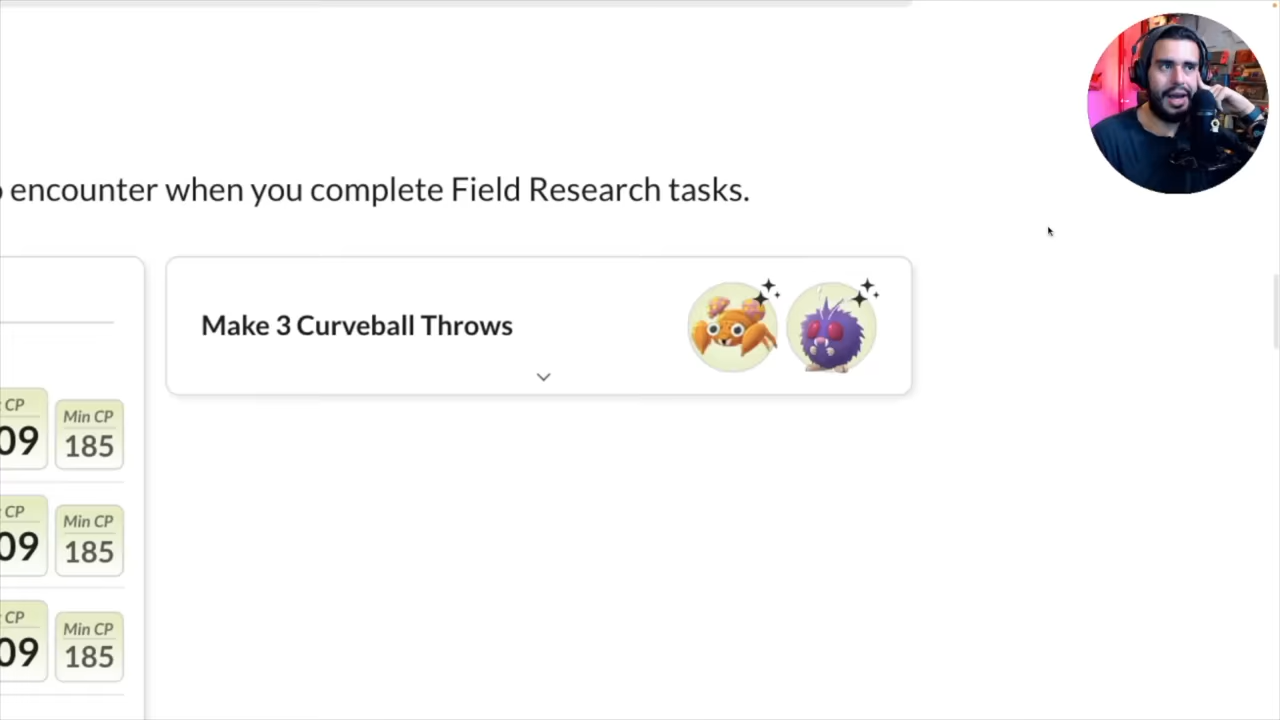 encounter when you complete Field Research tasks.
Make 3 Curveball Throws
CP
09
Min CP
185
CP
09
Min CP
185
CP
09
Min CP
185